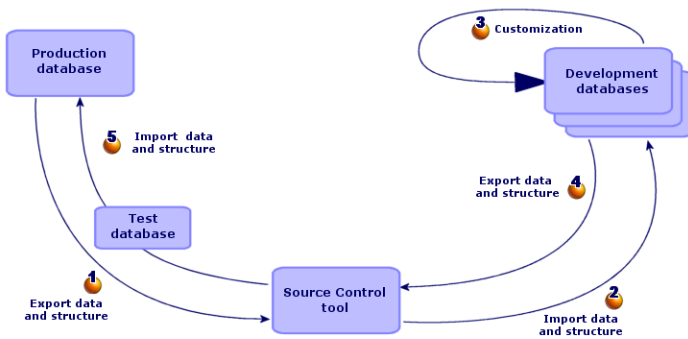 Production
database
3
Customization
Development
databases
5
Import data
and structure
Export data
and structure
4
Test
database
1
Export data
and structure
Source Control
tool
2
Import data
and structure